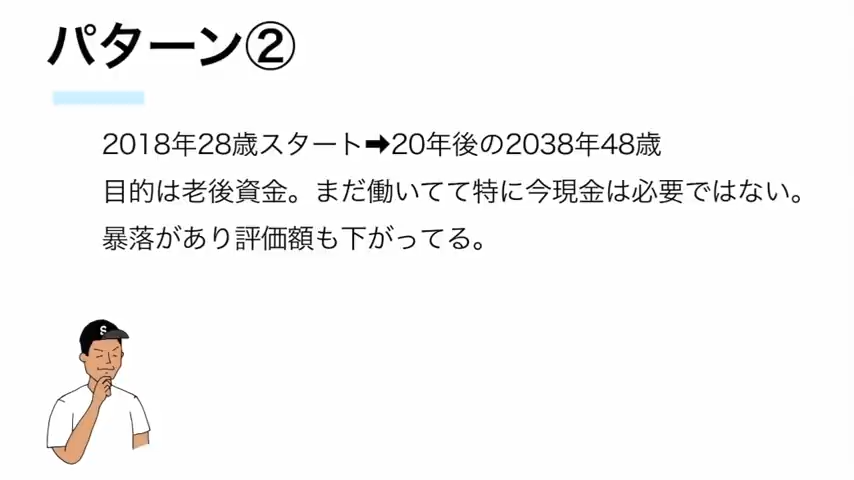 パターン②
2018年28歳スタート➡20年後の2038年48歳
目的は老後資金。まだ働いてて特に今現金は必要ではない。
暴落があり評価額も下がってる。
S